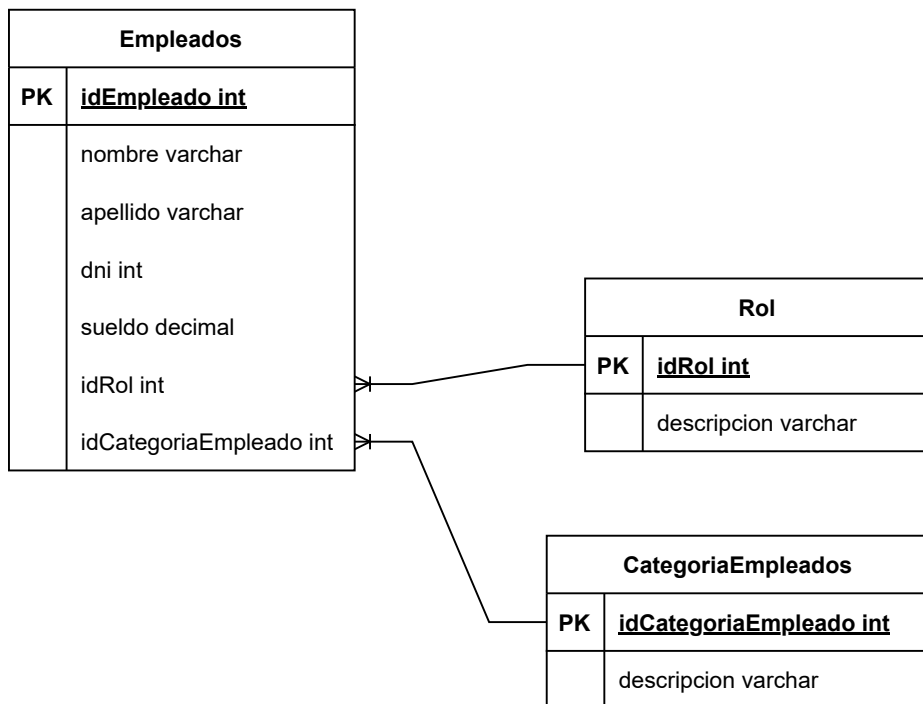 Empleados
PK idEmpleado int
nombre varchar
apellido varchar
dni int
sueldo decimal
idRol int
idCategoriaEmpleado int
Rol
PK idRol int
descripcion varchar
CategoriaEmpleados
PK idCategoriaEmpleado int
descripcion varchar